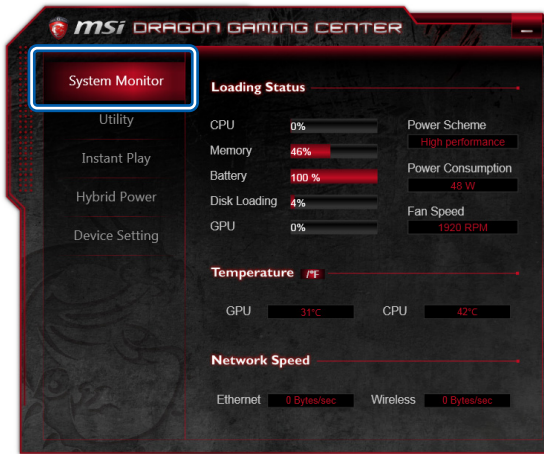 msi DRAGON GAMING CENTER
System Monitor
Utility
Instant Play
Hybrid Power
Device Setting
Loading Status
CPU 0%
Memory 46%
Battery 100 %
Disk Loading 4%
GPU 0%
Power Scheme
High performance
Power Consumption
48 W
Fan Speed
1920 RPM
Temperature /°F
GPU 31°C CPU 42°C
Network Speed
Ethernet 0 Bytes/sec Wireless 0 Bytes/sec